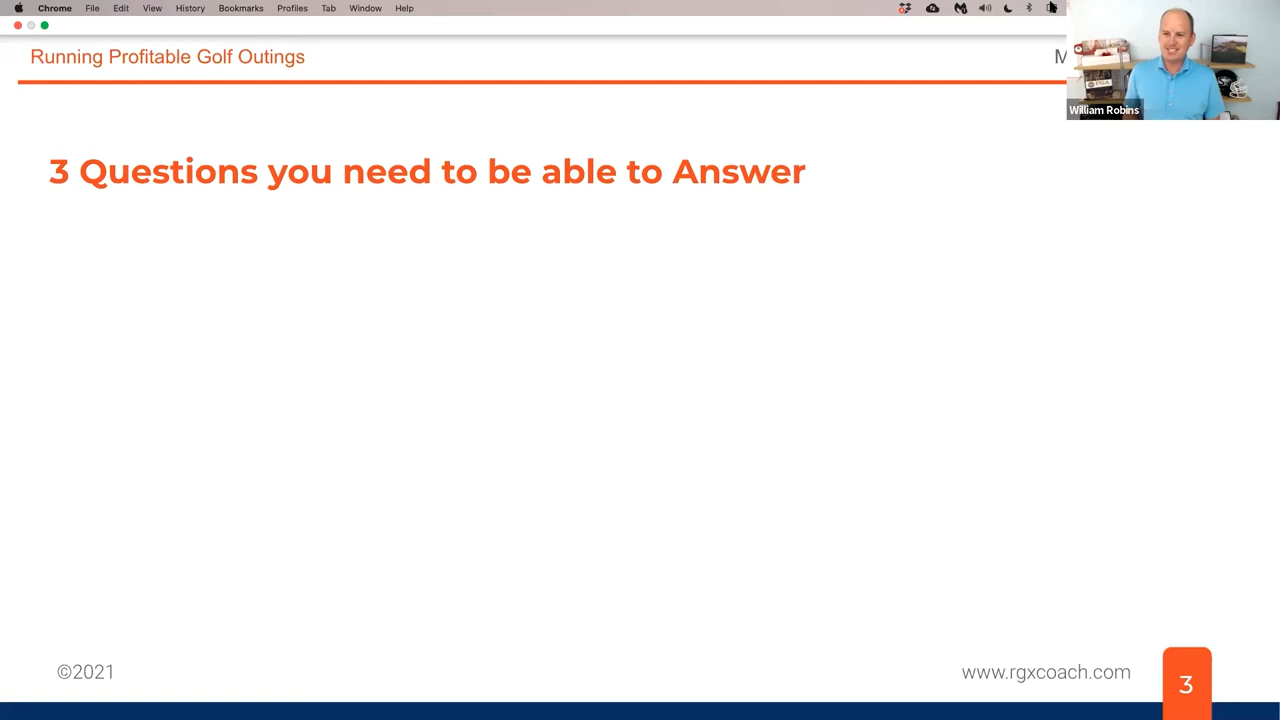 Chrome File Edit View History Bookmarks Profiles Tab Window Help
Running Profitable Golf Outings
M
William Robins
3 Questions you need to be able to Answer
©2021
www.rgxcoach.com
3